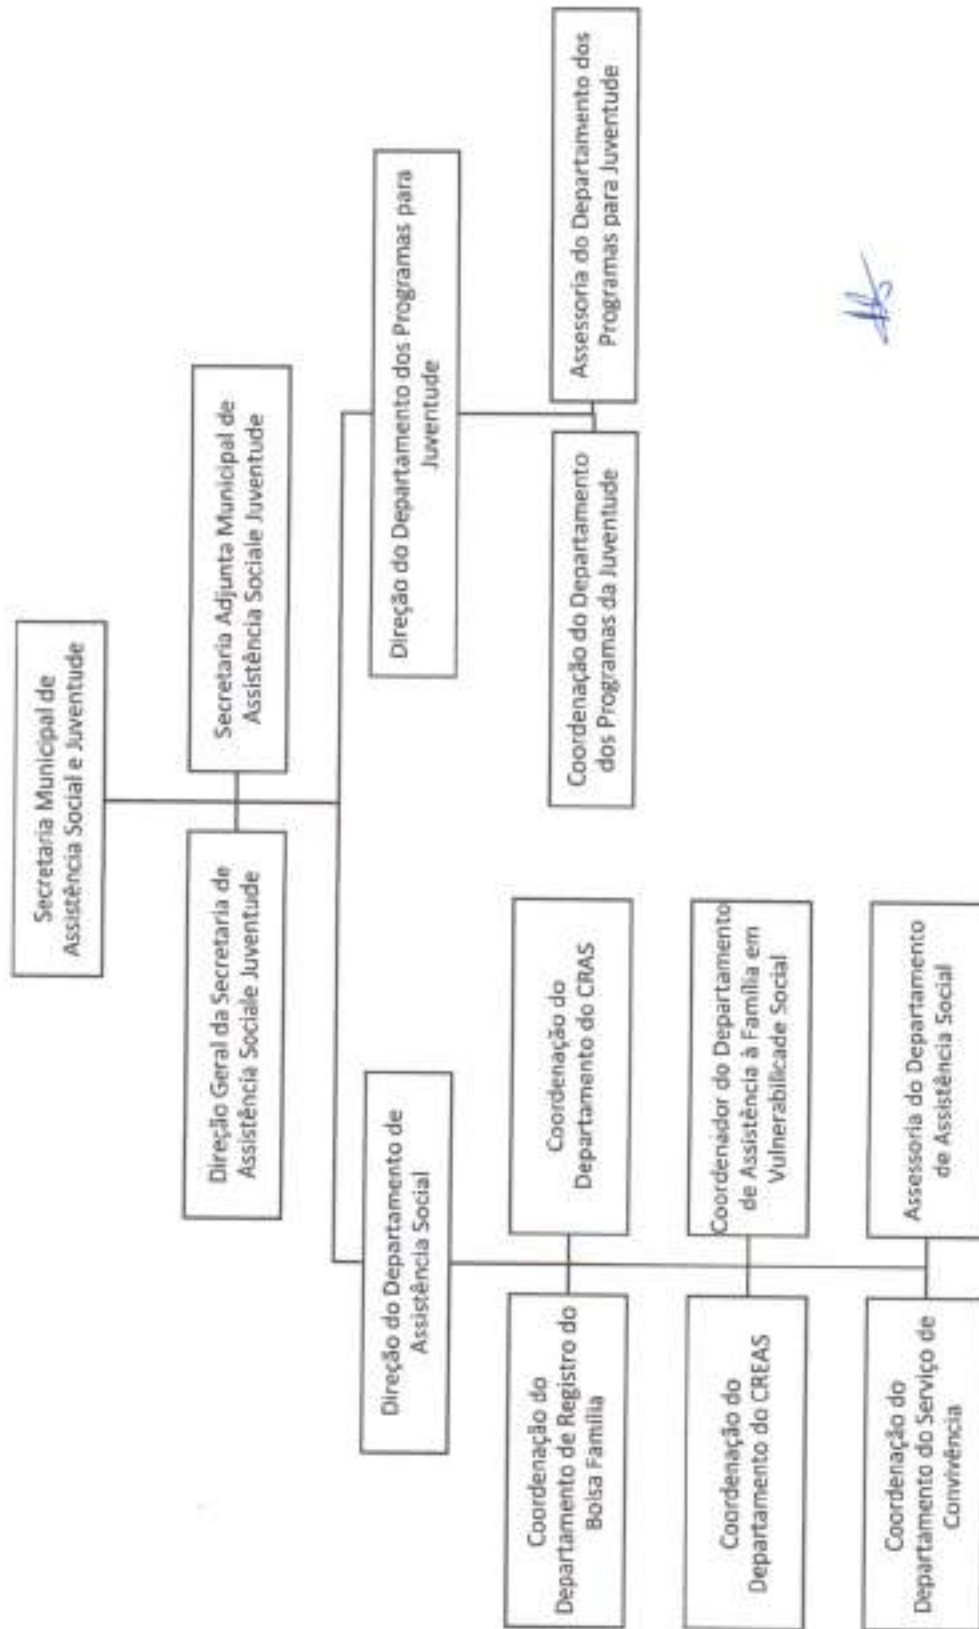 Secretaria Municipal de
Assistência Social e Juventude
Direção Geral da Secretaria de
Assistência Sociale Juventude
Secretaria Adjunta Municipal de
Assistência Sociale Juventude
Direção do Departamento de
Assistência Social
Direção do Departamento dos Programas para
Juventude
Coordenação do
Departamento de Registro do
Bolsa Família
Coordenação do
Departamento do CRAS
Coordenação do Departamento
dos Programas da Juventude
Assessoria do Departamento dos
Programas para Juventude
Coordenação do
Departamento do CREAS
Coordenador do Departamento
de Assistência à Família em
Vulnerabilicade Social
Coordenação do
Departamento do Serviço de
Convivência
Assessoria do Departamento
de Assistência Social